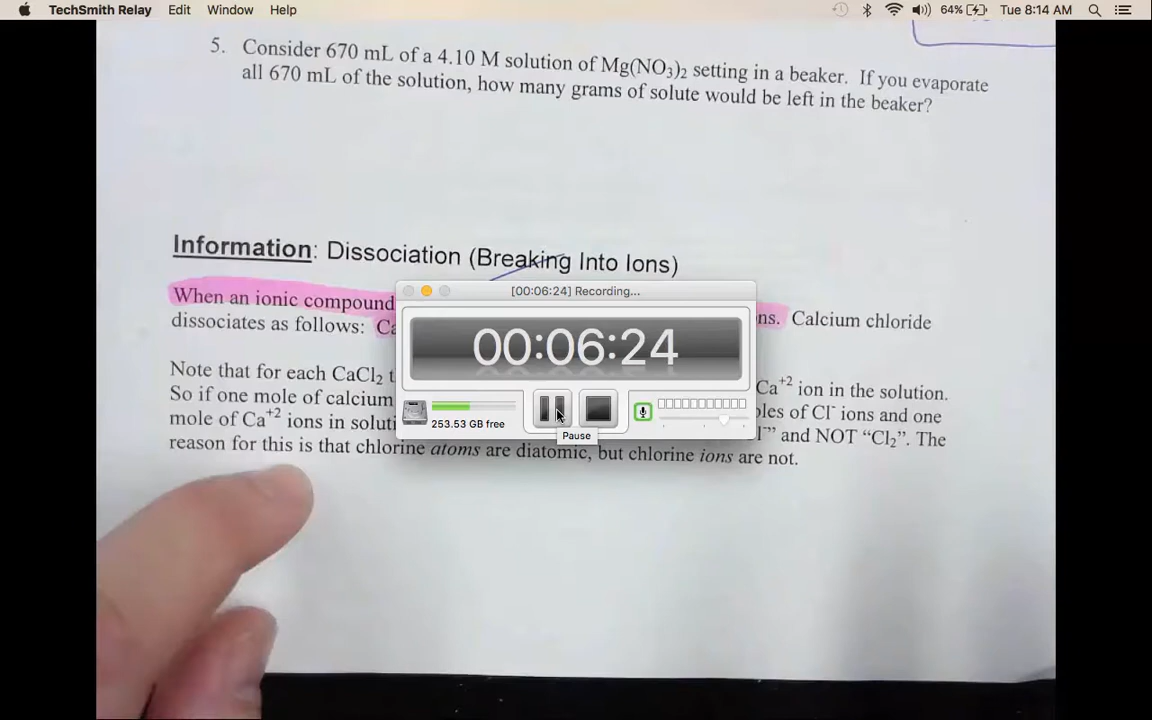 TechSmith Relay Edit Window Help 64% Tue 8:14 AM
5. Consider 670 mL of a 4.10 M solution of Mg(NO₃)₂ setting in a beaker. If you evaporate
all 670 mL of the solution, how many grams of solute would be left in the beaker?
Information: Dissociation (Breaking Into Ions)
When an ionic compound
ns. Calcium chloride
dissociates as follows: Ca
Note that for each CaCl₂ t
Ca⁺² ion in the solution.
So if one mole of calcium
oles of Cl⁻ ions and one
mole of Ca⁺² ions in soluti
l⁻” and NOT “Cl₂”. The
reason for this is that chlorine atoms are diatomic, but chlorine ions are not.
[00:06:24] Recording...
00:06:24
253.53 GB free
Pause